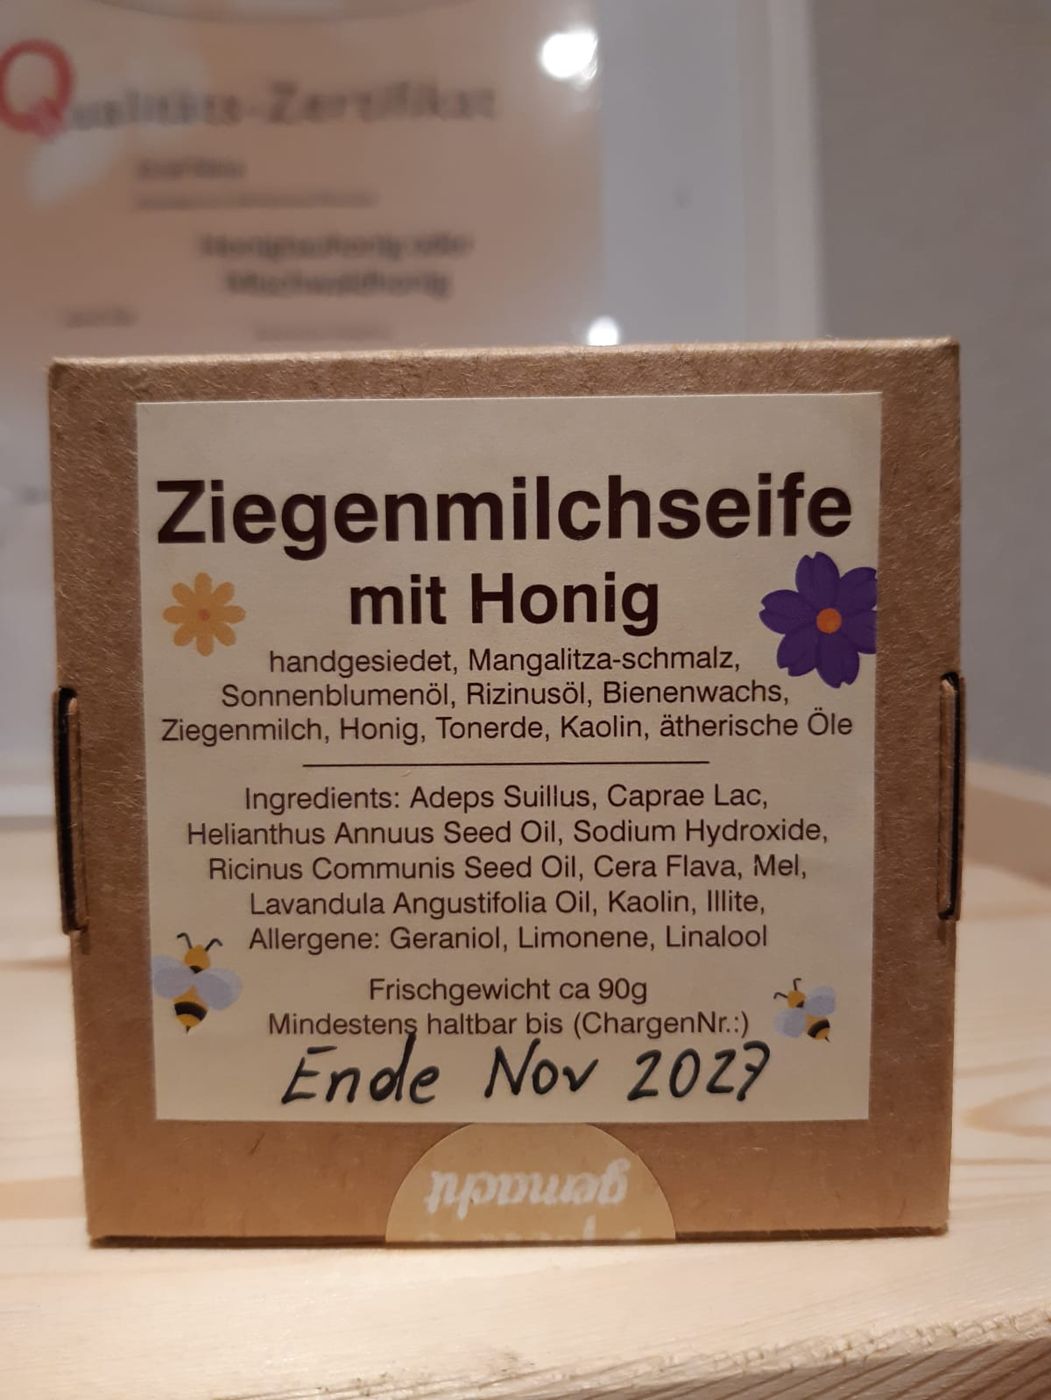 Qualitäts-Zertifikat
Ziegenmilchseife
mit Honig
handgesiedet, Mangalitza-schmalz,
Sonnenblumenöl, Rizinusöl, Bienenwachs,
Ziegenmilch, Honig, Tonerde, Kaolin, ätherische Öle
Ingredients: Adeps Suillus, Caprae Lac,
Helianthus Annuus Seed Oil, Sodium Hydroxide,
Ricinus Communis Seed Oil, Cera Flava, Mel,
Lavandula Angustifolia Oil, Kaolin, Illite,
Allergene: Geraniol, Limonene, Linalool
Frischgewicht ca 90g
Mindestens haltbar bis (ChargenNr.:)
Ende Nov 2027
gemacht